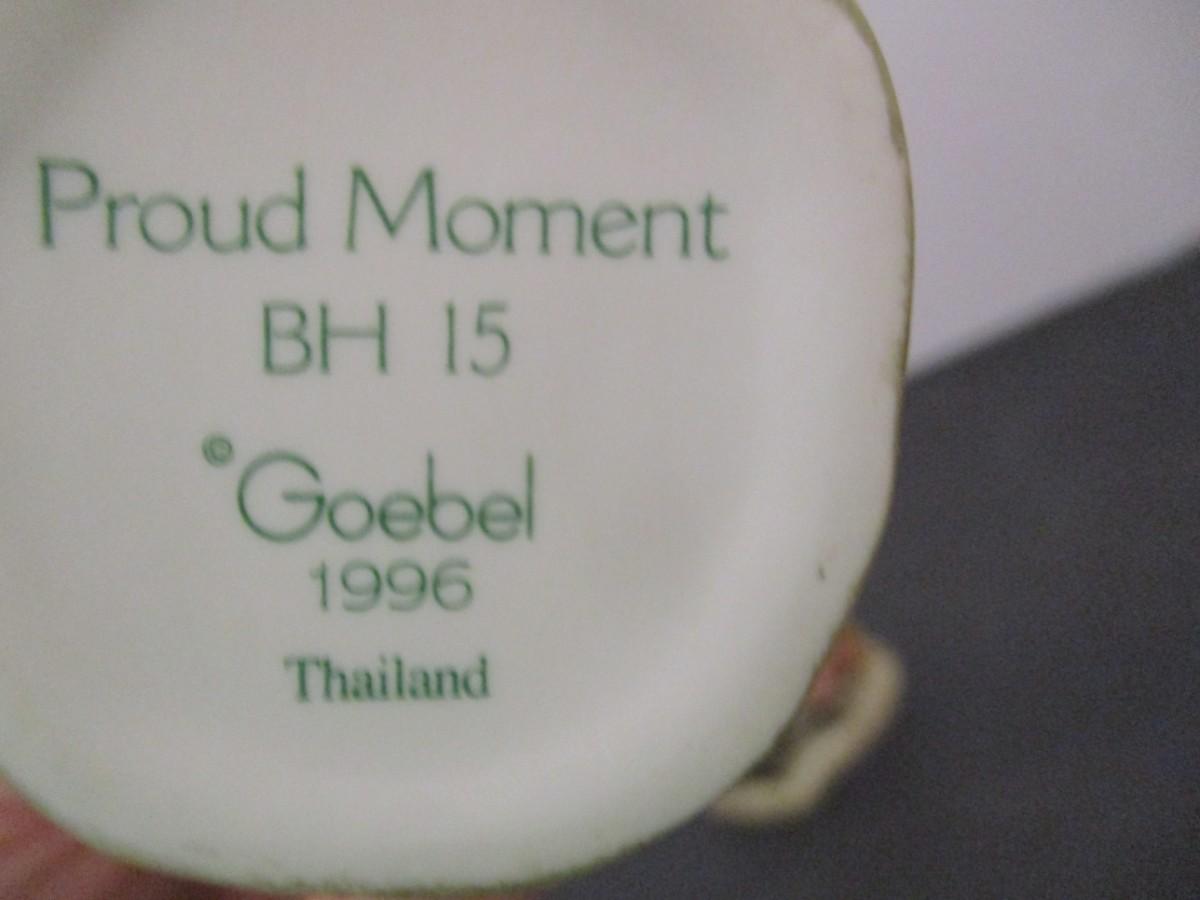 Proud Moment
BH 15
©Goebel
1996
Thailand